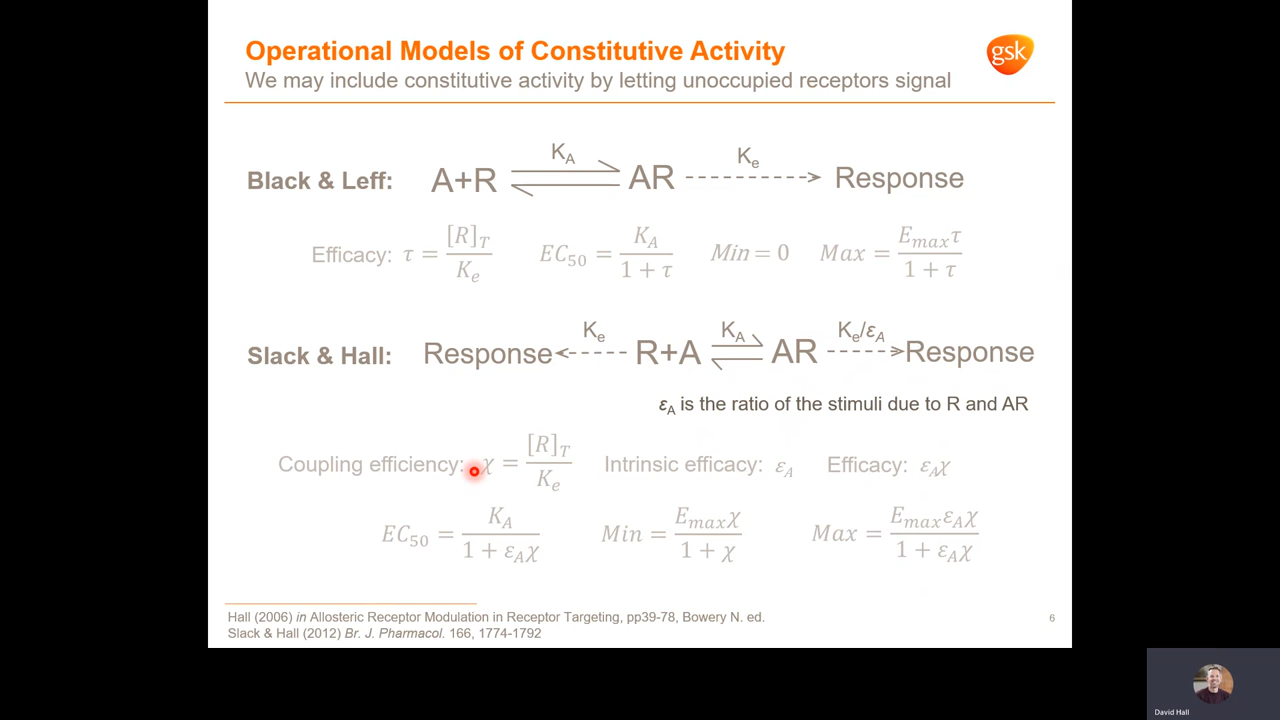 Operational Models of Constitutive Activity
gsk
We may include constitutive activity by letting unoccupied receptors signal
Black & Leff: A+R K_A AR K_e Response
Efficacy: τ = [R]_T / K_e EC_50 = K_A / 1 + τ Min = 0 Max = E_max τ / 1 + τ
Slack & Hall: Response K_e R+A K_A AR K_e/ε_A Response
ε_A is the ratio of the stimuli due to R and AR
Coupling efficiency: χ = [R]_T / K_e Intrinsic efficacy: ε_A Efficacy: ε_Aχ
EC_50 = K_A / 1 + ε_Aχ Min = E_max χ / 1 + χ Max = E_max ε_Aχ / 1 + ε_Aχ
Hall (2006) in Allosteric Receptor Modulation in Receptor Targeting, pp39-78, Bowery N. ed.
6
Slack & Hall (2012) Br. J. Pharmacol. 166, 1774-1792
David Hall